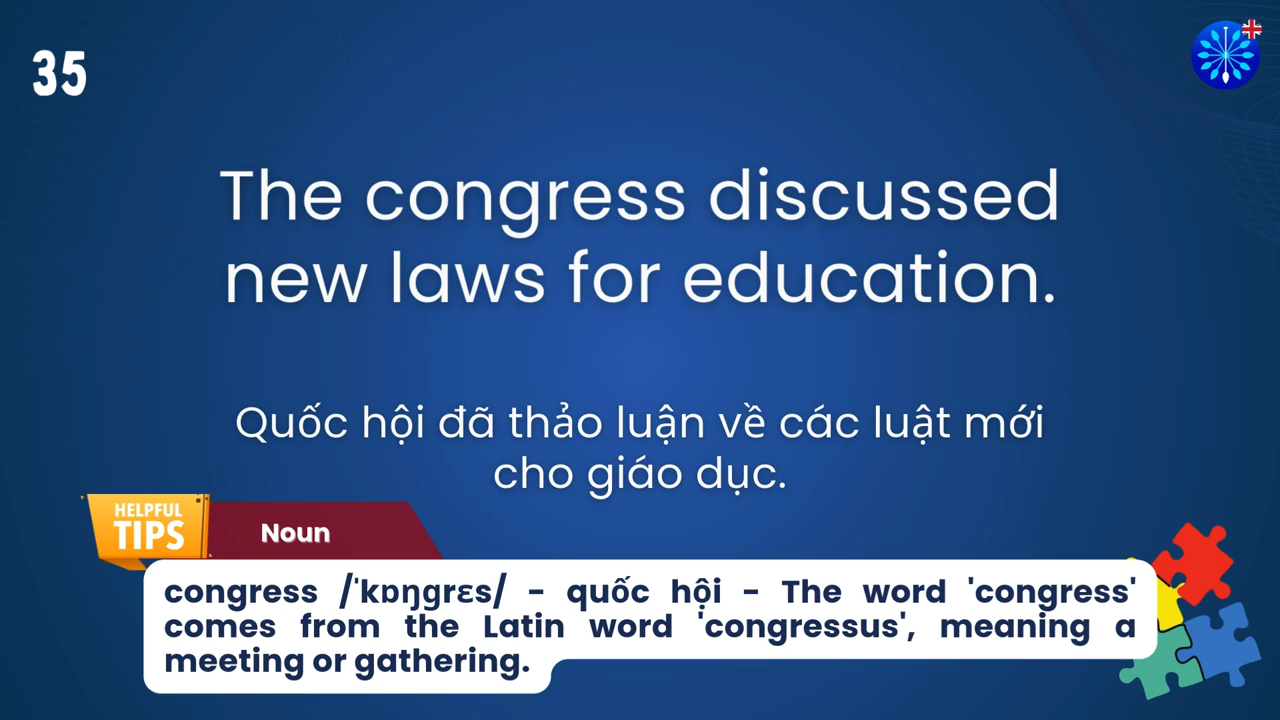 35
The congress discussed
new laws for education.
Quốc hội đã thảo luận về các luật mới
cho giáo dục.
HELPFUL
TIPS
Noun
congress /ˈkɒŋɡrɛs/ - quốc hội - The word 'congress'
comes from the Latin word 'congressus', meaning a
meeting or gathering.